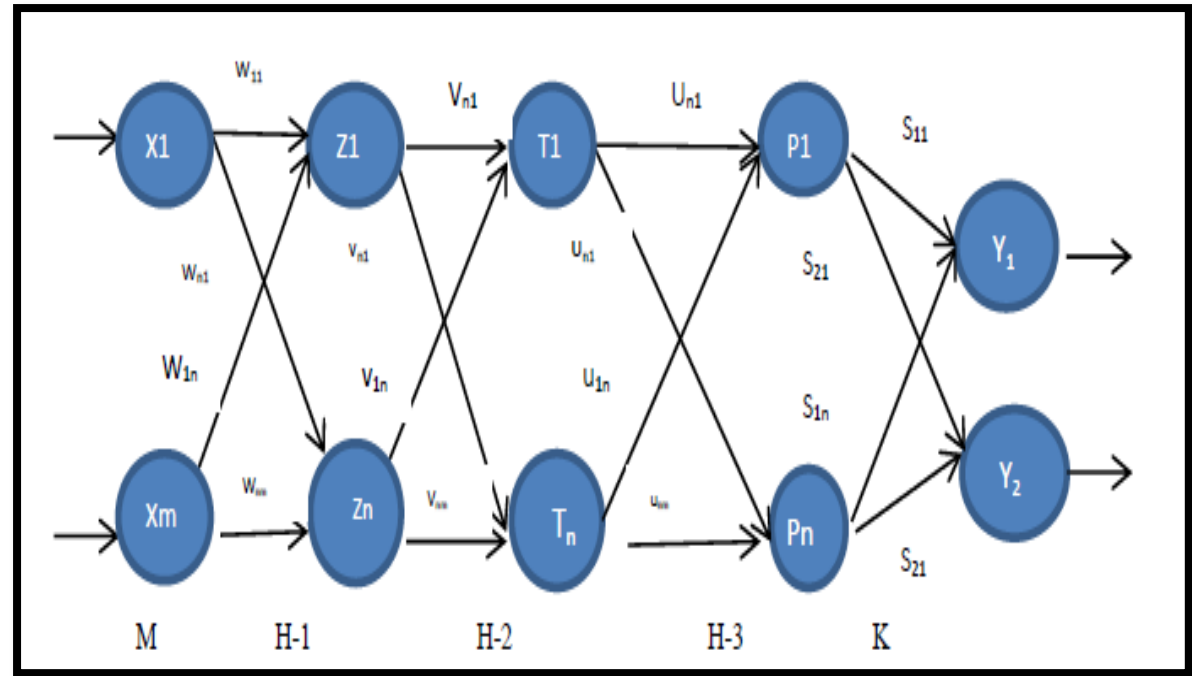 W11
Vn1
Un1
S11
X1
Z1
T1
P1
Y1
Wn1
vn1
un1
S21
W1n
v1n
u1n
S1n
Xm
Zn
Tn
Pn
Y2
S21
M
H-1
H-2
H-3
K